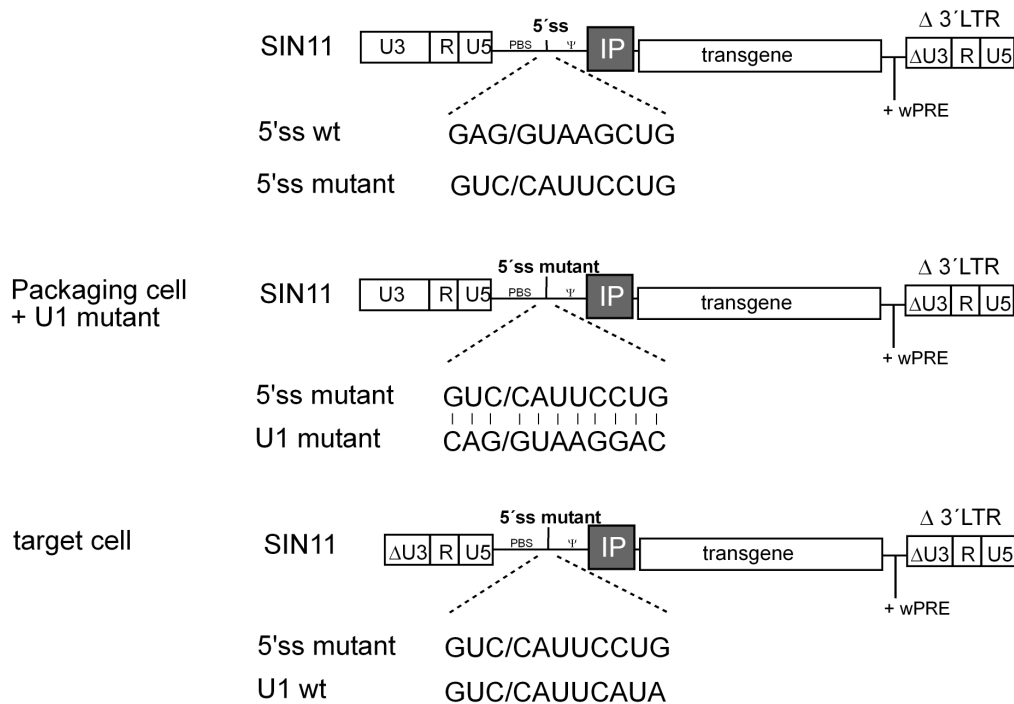 5´ss
Δ 3´LTR
SIN11 U3 R U5 PBS Ψ IP transgene ΔU3 R U5
+ wPRE
5'ss wt GAG/GUAAGCUG
5'ss mutant GUC/CAUUCCUG
5´ss mutant
Δ 3´LTR
Packaging cell
+ U1 mutant
SIN11 U3 R U5 PBS Ψ IP transgene ΔU3 R U5
+ wPRE
5'ss mutant GUC/CAUUCCUG
U1 mutant CAG/GUAAGGAC
5´ss mutant
Δ 3´LTR
target cell SIN11 ΔU3 R U5 PBS Ψ IP transgene ΔU3 R U5
+ wPRE
5'ss mutant GUC/CAUUCCUG
U1 wt GUC/CAUUCAUA